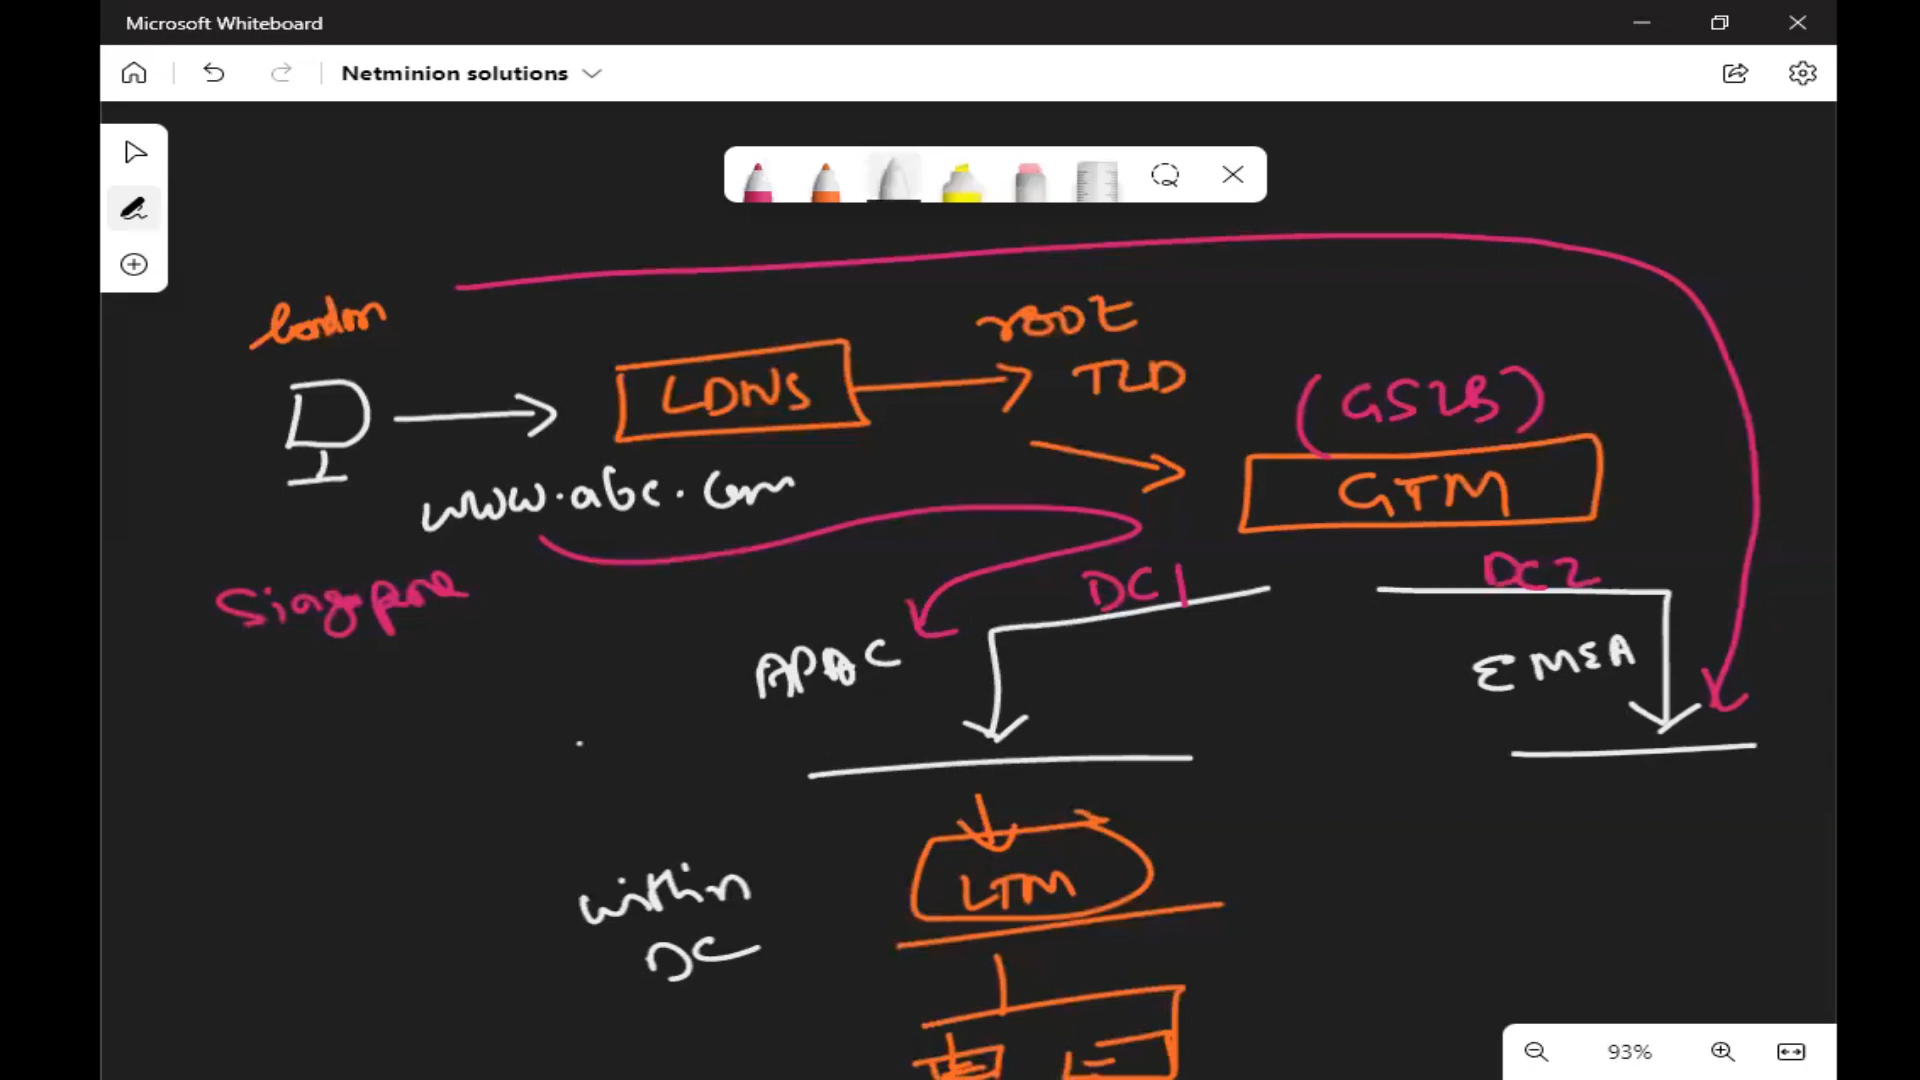 Microsoft Whiteboard
Netminion solutions
london
root
LDNS
TLD
(GSLB)
www.abc.com
GTM
DC1
DC2
Singapore
APAC
EMEA
LTM
within
DC
93%